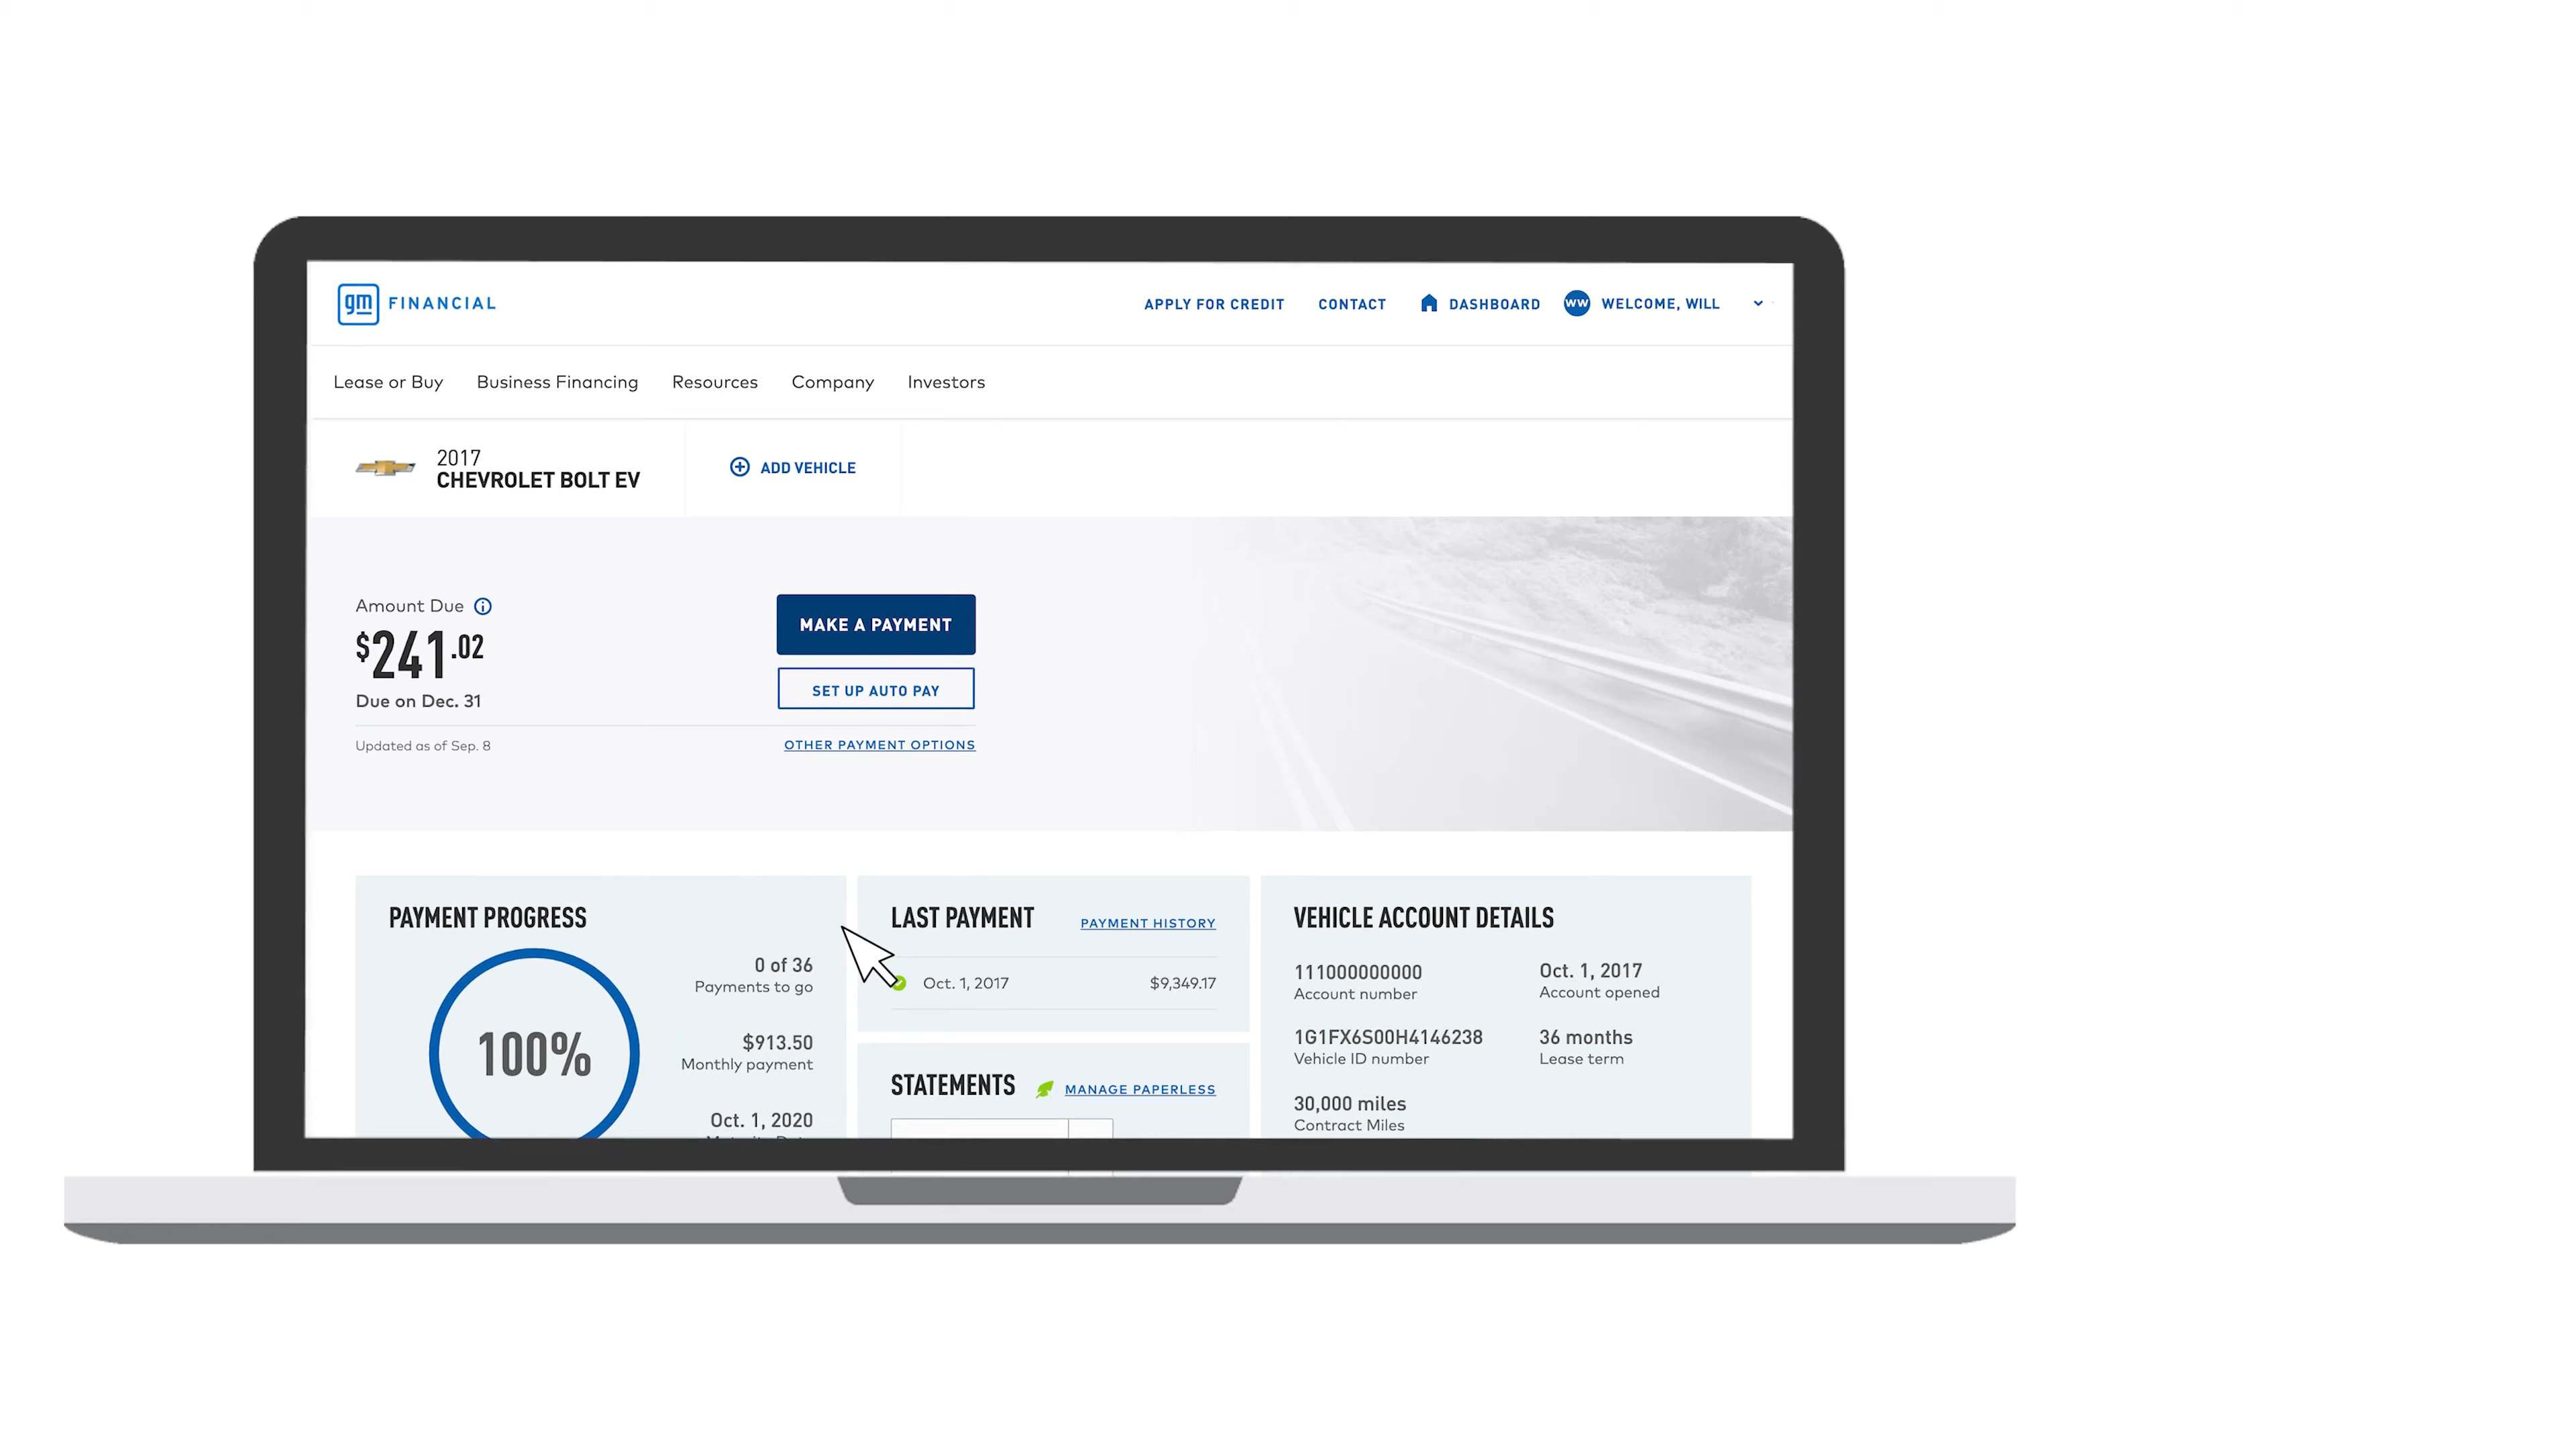 gm FINANCIAL
APPLY FOR CREDIT CONTACT DASHBOARD WW WELCOME, WILL
Lease or Buy Business Financing Resources Company Investors
2017
CHEVROLET BOLT EV
ADD VEHICLE
Amount Due
$241.02
Due on Dec. 31
Updated as of Sep. 8
MAKE A PAYMENT
SET UP AUTO PAY
OTHER PAYMENT OPTIONS
PAYMENT PROGRESS
100%
0 of 36
Payments to go
$913.50
Monthly payment
Oct. 1, 2020
LAST PAYMENT PAYMENT HISTORY
Oct. 1, 2017 $9,349.17
STATEMENTS MANAGE PAPERLESS
VEHICLE ACCOUNT DETAILS
111000000000
Account number
Oct. 1, 2017
Account opened
1G1FX6S00H4146238
Vehicle ID number
36 months
Lease term
30,000 miles
Contract Miles